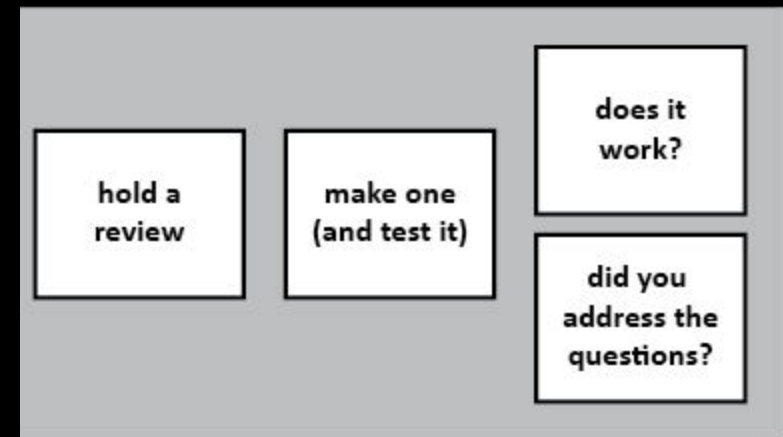 hold a
review
make one
(and test it)
does it
work?
did you
address the
questions?